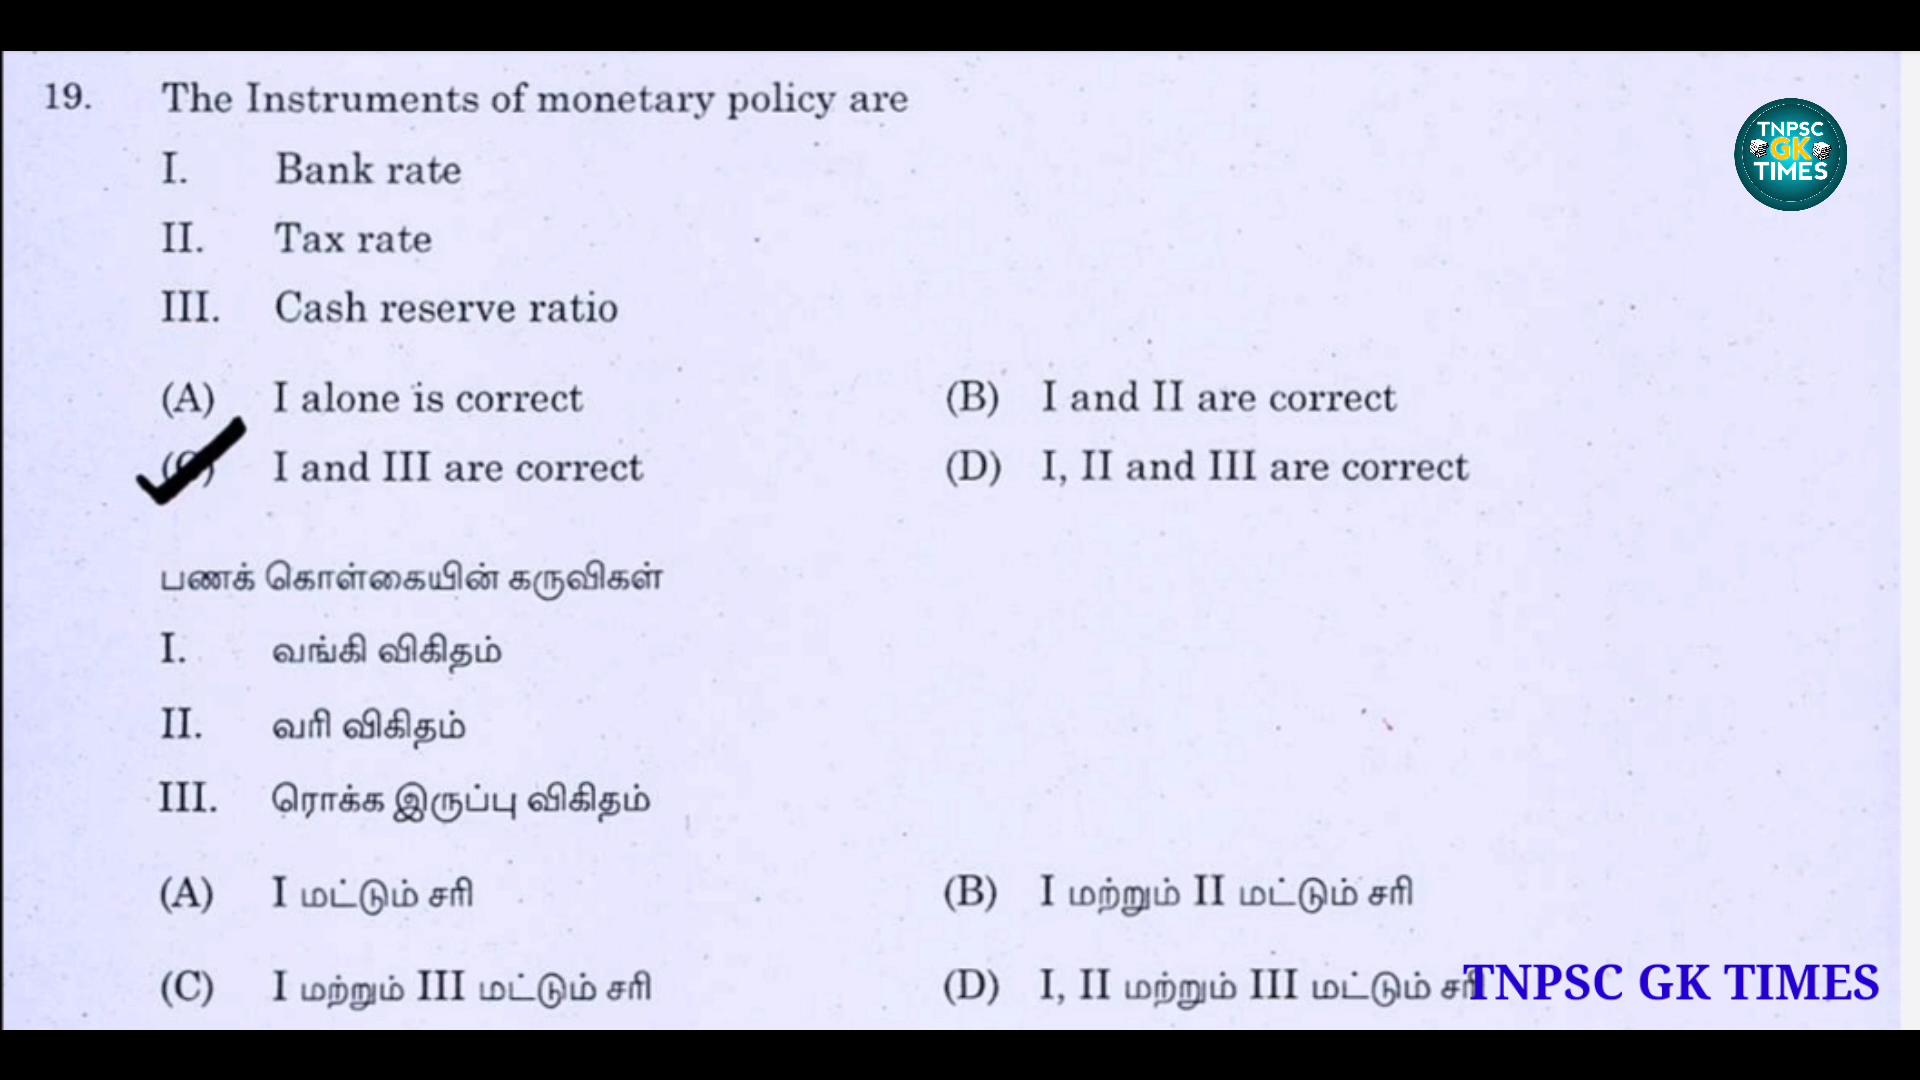 19. The Instruments of monetary policy are
I. Bank rate
II. Tax rate
III. Cash reserve ratio
(A) I alone is correct (B) I and II are correct
(C) I and III are correct (D) I, II and III are correct
பணக் கொள்கையின் கருவிகள்
I. வங்கி விகிதம்
II. வரி விகிதம்
III. ரொக்க இருப்பு விகிதம்
(A) I மட்டும் சரி (B) I மற்றும் II மட்டும் சரி
(C) I மற்றும் III மட்டும் சரி (D) I, II மற்றும் III மட்டும் சரி
TNPSC GK TIMES
TNPSC
GK
TIMES